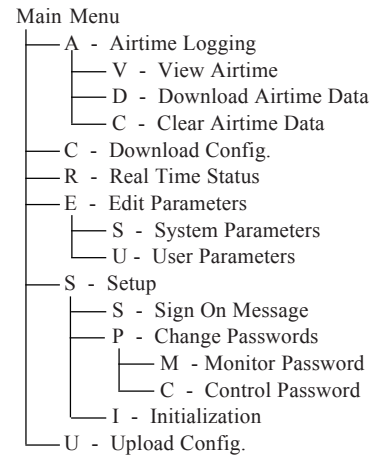 Main Menu
A - Airtime Logging
V - View Airtime
D - Download Airtime Data
C - Clear Airtime Data
C - Download Config.
R - Real Time Status
E - Edit Parameters
S - System Parameters
U - User Parameters
S - Setup
S - Sign On Message
P - Change Passwords
M - Monitor Password
C - Control Password
I - Initialization
U - Upload Config.